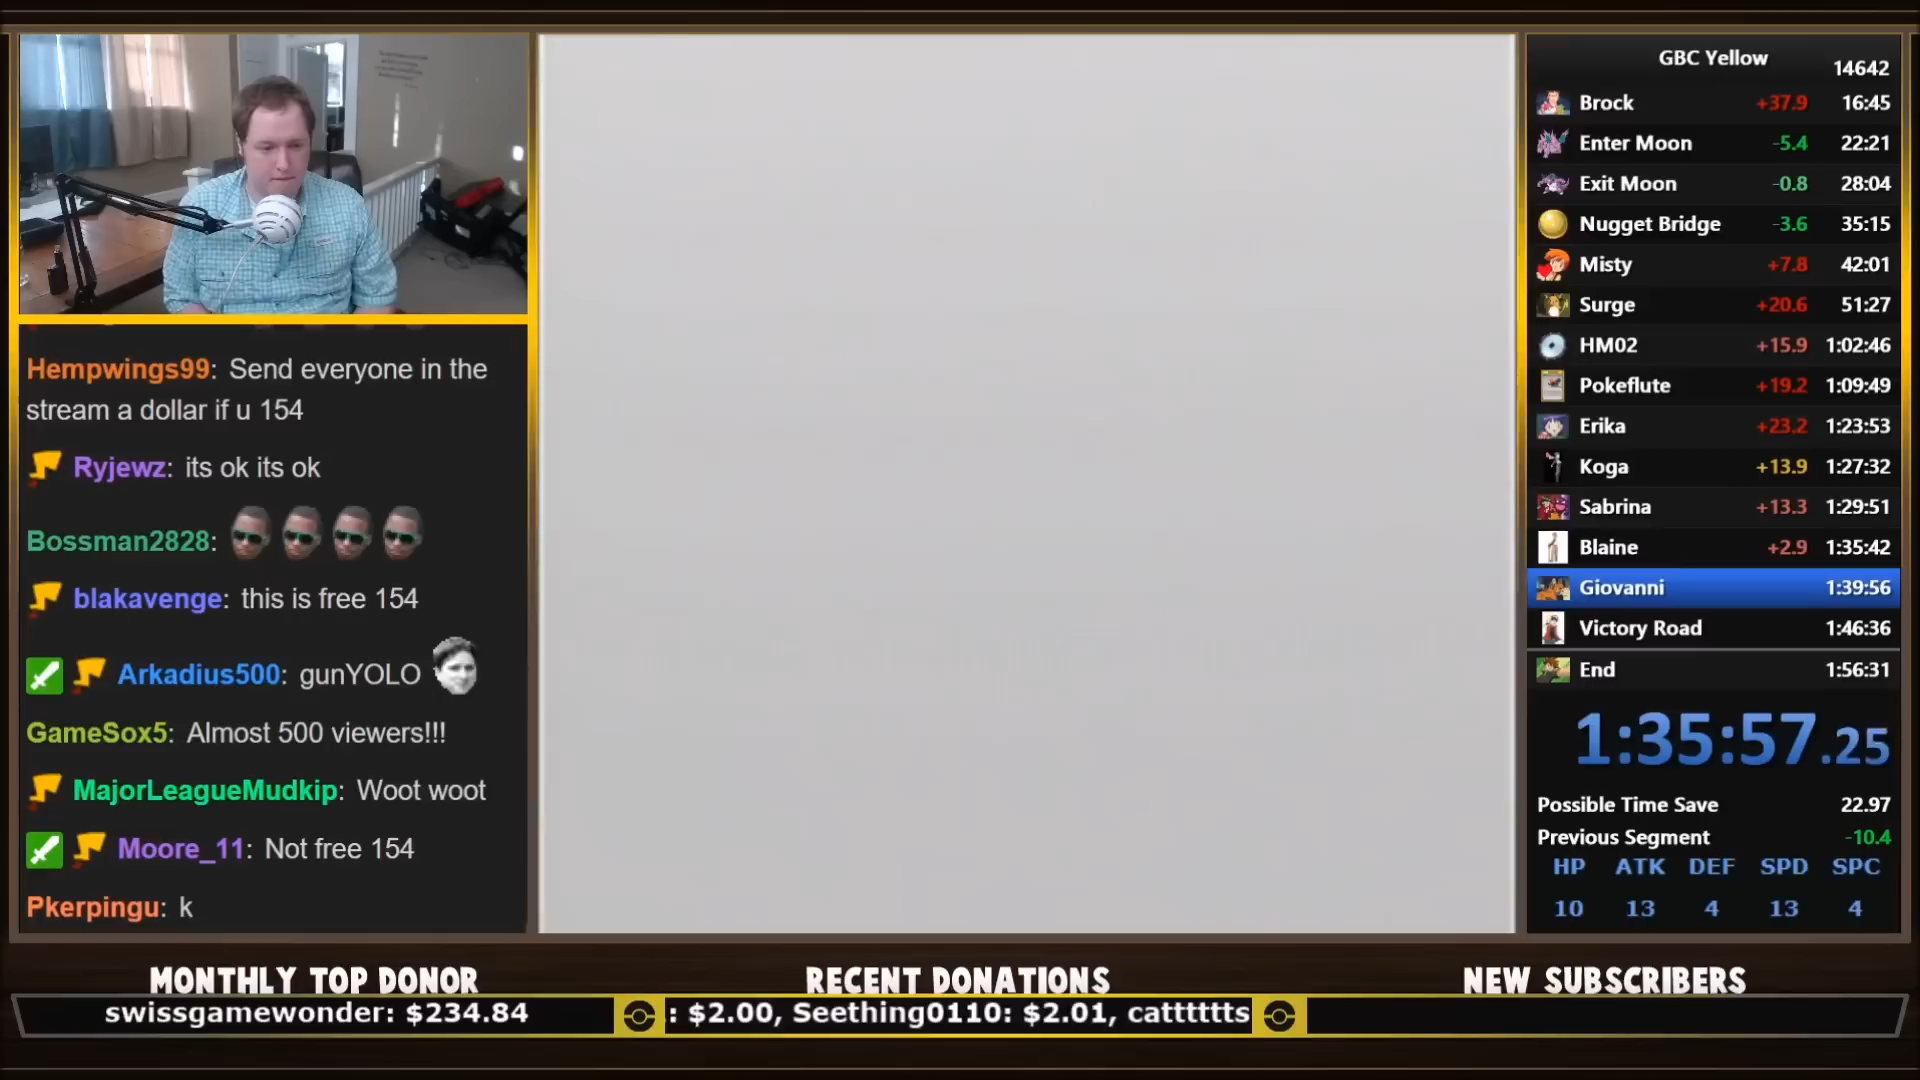 Hempwings99: Send everyone in the
stream a dollar if u 154
Ryjewz: its ok its ok
Bossman2828:
blakavenge: this is free 154
Arkadius500: gunYOLO
GameSox5: Almost 500 viewers!!!
MajorLeagueMudkip: Woot woot
Moore_11: Not free 154
Pkerpingu: k
GBC Yellow 14642
Brock +37.9 16:45
Enter Moon -5.4 22:21
Exit Moon -0.8 28:04
Nugget Bridge -3.6 35:15
Misty +7.8 42:01
Surge +20.6 51:27
HM02 +15.9 1:02:46
Pokeflute +19.2 1:09:49
Erika +23.2 1:23:53
Koga +13.9 1:27:32
Sabrina +13.3 1:29:51
Blaine +2.9 1:35:42
Giovanni 1:39:56
Victory Road 1:46:36
End 1:56:31
1:35:57.25
Possible Time Save 22.97
Previous Segment -10.4
HP ATK DEF SPD SPC
10 13 4 13 4
MONTHLY TOP DONOR
swissgamewonder: $234.84
RECENT DONATIONS
: $2.00, Seething0110: $2.01, catttttts
NEW SUBSCRIBERS